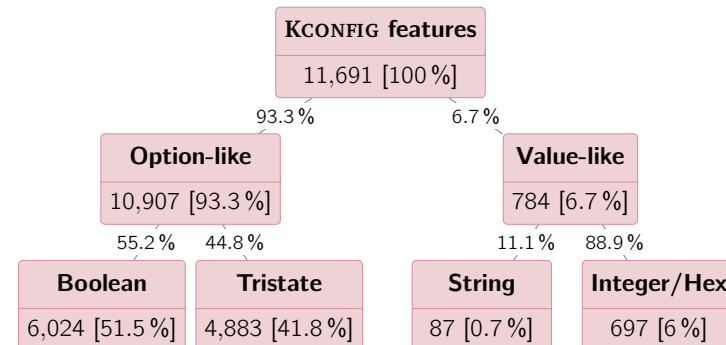 KCONFIG features
11,691 [100 %]
93.3 % 6.7 %
Option-like Value-like
10,907 [93.3 %] 784 [6.7 %]
55.2 % 44.8 % 11.1 % 88.9 %
Boolean Tristate String Integer/Hex
6,024 [51.5 %] 4,883 [41.8 %] 87 [0.7 %] 697 [6 %]